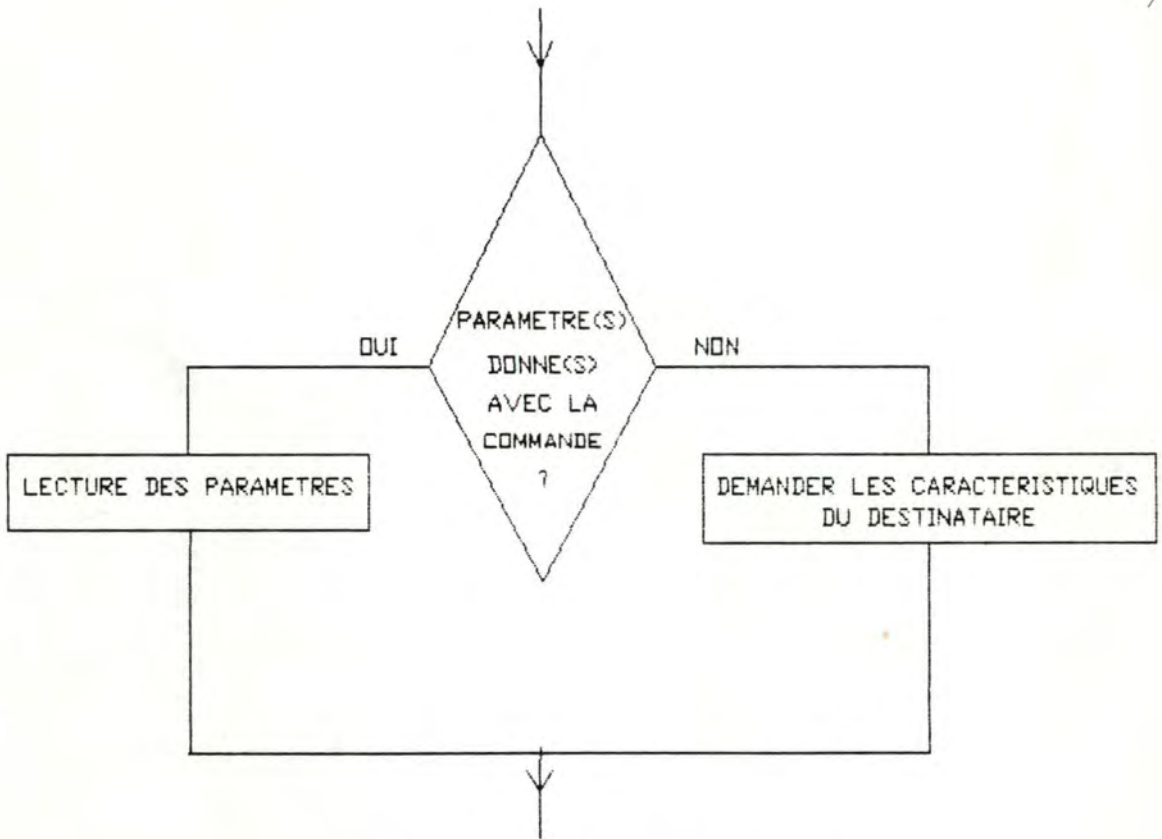 PARAMETRE(S)
OUI
NON
DONNE(S)
AVEC LA
COMMANDE
?
LECTURE DES PARAMETRES
DEMANDER LES CARACTERISTIQUES
DU DESTINATAIRE